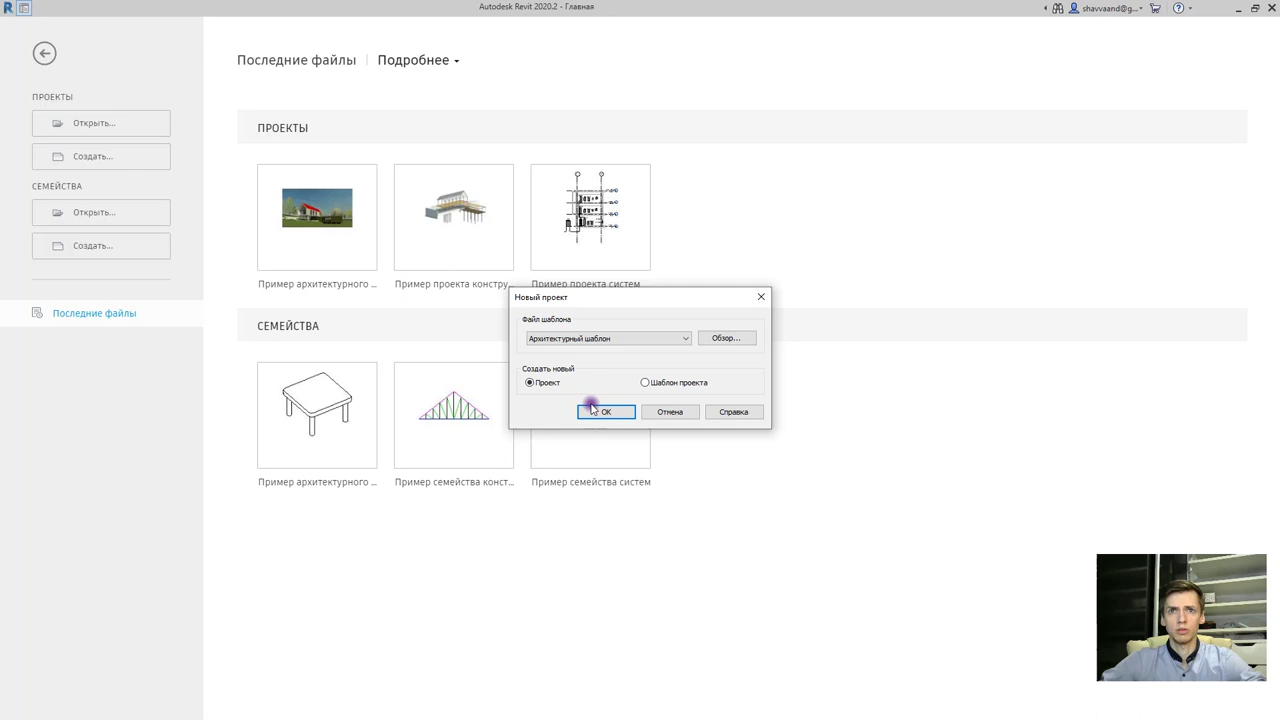 Autodesk Revit 2020.2 - Главная
shavvaand@g...
Последние файлы
Подробнее
ПРОЕКТЫ
Открыть...
Создать...
СЕМЕЙСТВА
Открыть...
Создать...
Последние файлы
ПРОЕКТЫ
Пример архитектурного ...
Пример проекта констру...
Пример проекта систем
СЕМЕЙСТВА
Пример архитектурного ...
Пример семейства конст...
Пример семейства систем
Новый проект
Файл шаблона
Архитектурный шаблон
Обзор...
Создать новый
Проект
Шаблон проекта
ОК
Отмена
Справка